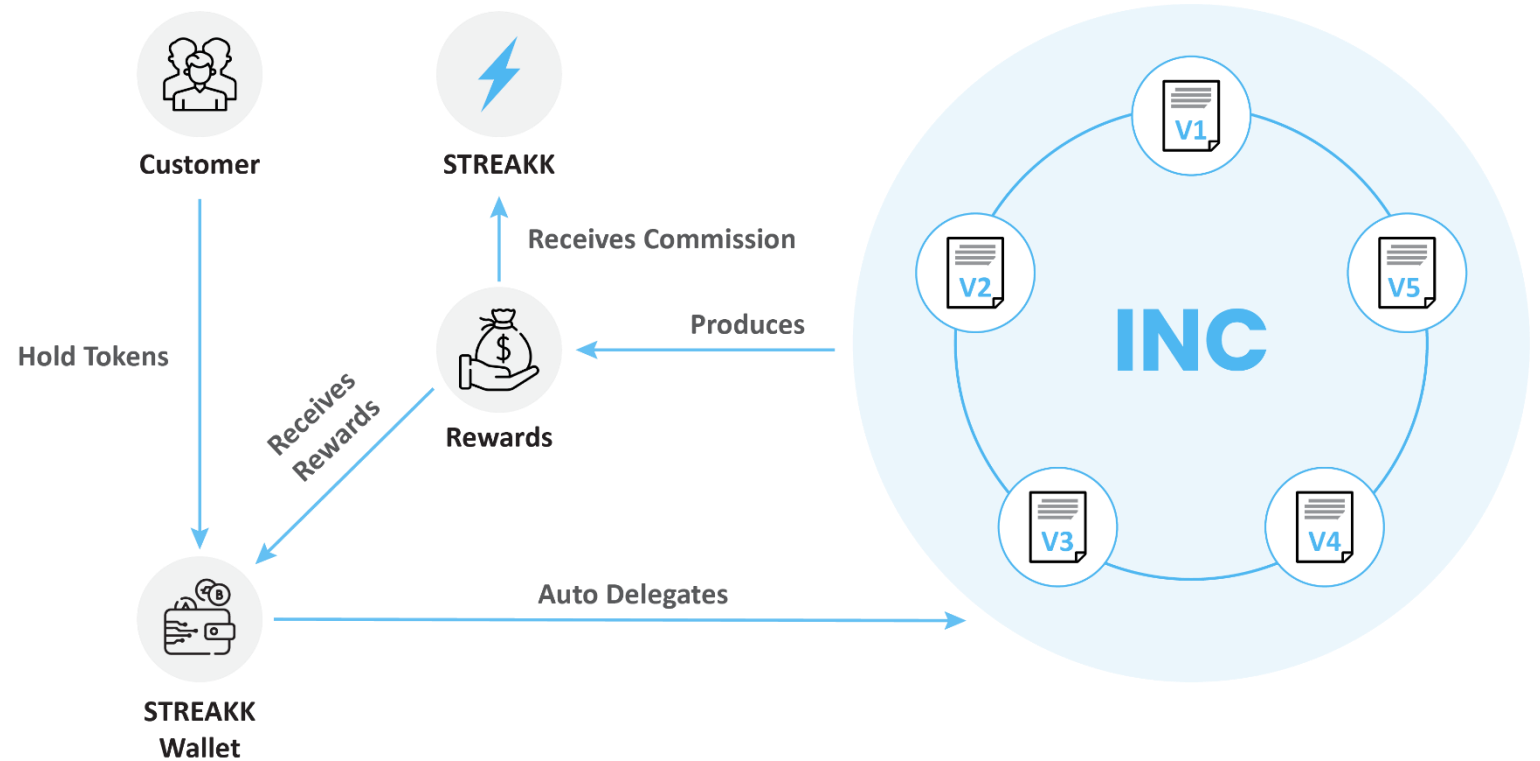 Customer
STREAKK
Receives Commission
Produces
Hold Tokens
Receives
Rewards
$
Rewards
Auto Delegates
A
B
STREAKK
Wallet
V1
V2
V5
INC
V3
V4